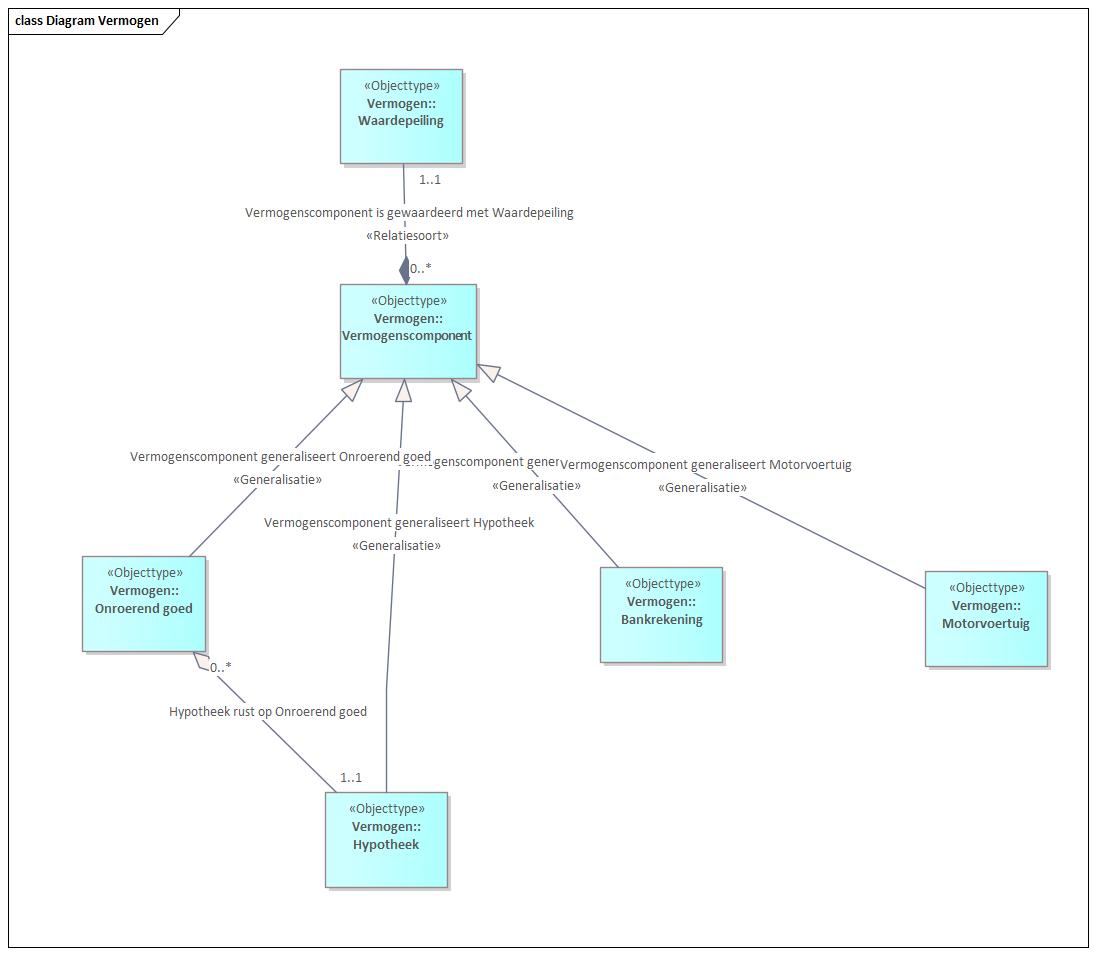 class Diagram Vermogen
«Objecttype»
Vermogen::
Waardepeiling
1..1
Vermogenscomponent is gewaardeerd met Waardepeiling
«Relatiesoort»
0..*
«Objecttype»
Vermogen::
Vermogenscomponent
Vermogenscomponent generaliseert Onroerend goed
«Generalisatie»
genscomponent gener
«Generalisatie»
Vermogenscomponent generaliseert Motorvoertuig
«Generalisatie»
Vermogenscomponent generaliseert Hypotheek
«Generalisatie»
«Objecttype»
Vermogen::
Onroerend goed
«Objecttype»
Vermogen::
Bankrekening
«Objecttype»
Vermogen::
Motorvoertuig
0..*
Hypotheek rust op Onroerend goed
1..1
«Objecttype»
Vermogen::
Hypotheek